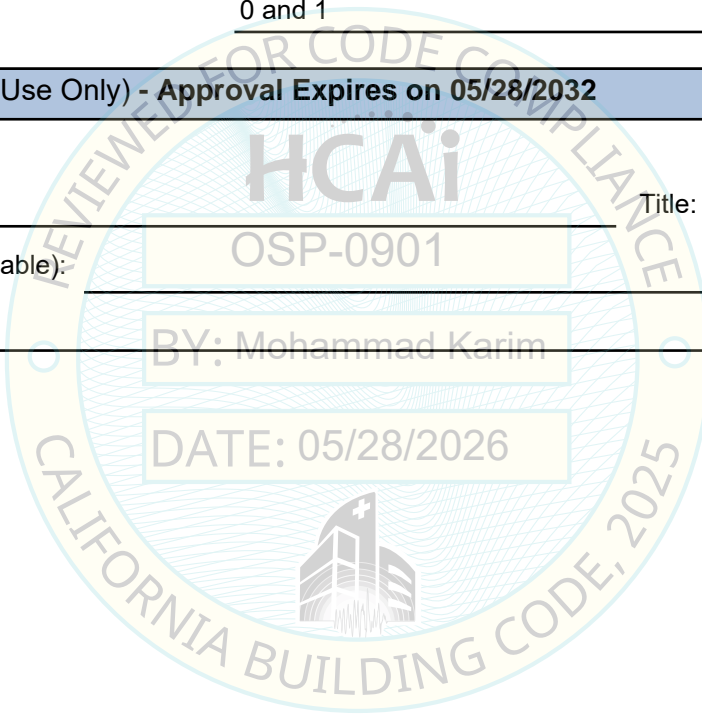 0 and 1
Use Only) - Approval Expires on 05/28/2032
REVIEWED FOR CODE COMPLIANCE
HCAi
Title:
OSP-0901
able):
BY: Mohammad Karim
DATE: 05/28/2026
CALIFORNIA BUILDING CODE, 2025